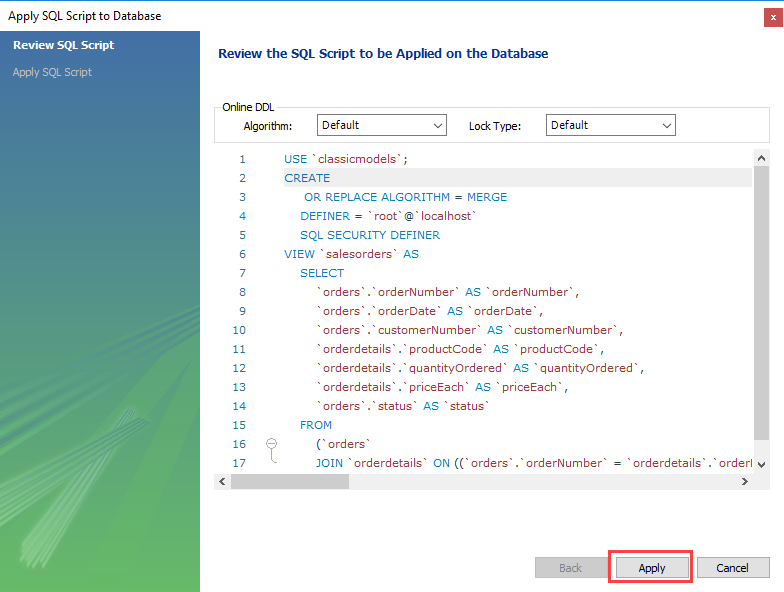 Apply SQL Script to Database
x
Review SQL Script
Apply SQL Script
Review the SQL Script to be Applied on the Database
Online DDL
Algorithm: Default Lock Type: Default
1 USE `classicmodels`;
2 CREATE
3 OR REPLACE ALGORITHM = MERGE
4 DEFINER = `root`@`localhost`
5 SQL SECURITY DEFINER
6 VIEW `salesorders` AS
7 SELECT
8 `orders`.`orderNumber` AS `orderNumber`,
9 `orders`.`orderDate` AS `orderDate`,
10 `orders`.`customerNumber` AS `customerNumber`,
11 `orderdetails`.`productCode` AS `productCode`,
12 `orderdetails`.`quantityOrdered` AS `quantityOrdered`,
13 `orderdetails`.`priceEach` AS `priceEach`,
14 `orders`.`status` AS `status`
15 FROM
16 (`orders`
17 JOIN `orderdetails` ON ((`orders`.`orderNumber` = `orderdetails`.`order
Back Apply Cancel